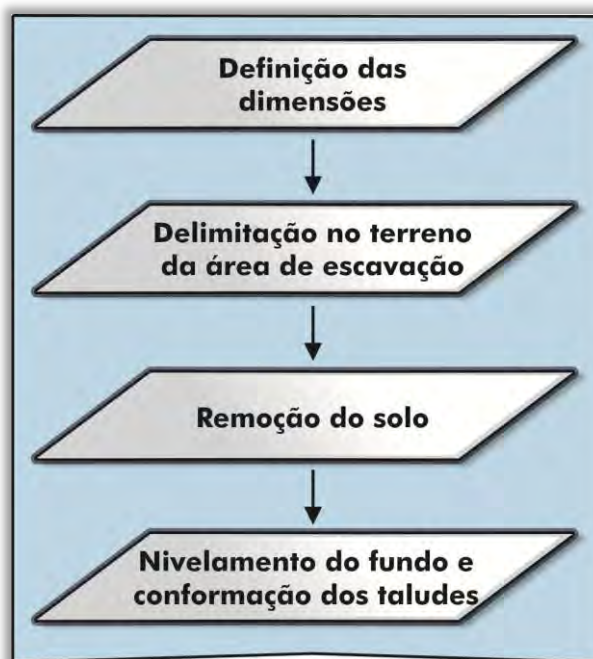 Definição das
dimensões
Delimitação no terreno
da área de escavação
Remoção do solo
Nivelamento do fundo e
conformação dos taludes